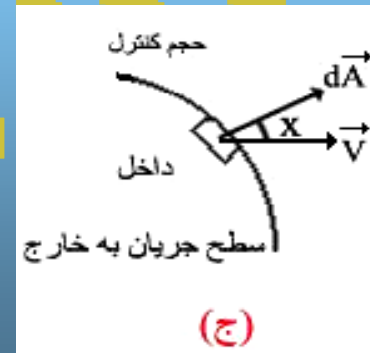 حجم کنترل
dA
X
V
داخل
سطح جریان به خارج
(ج)